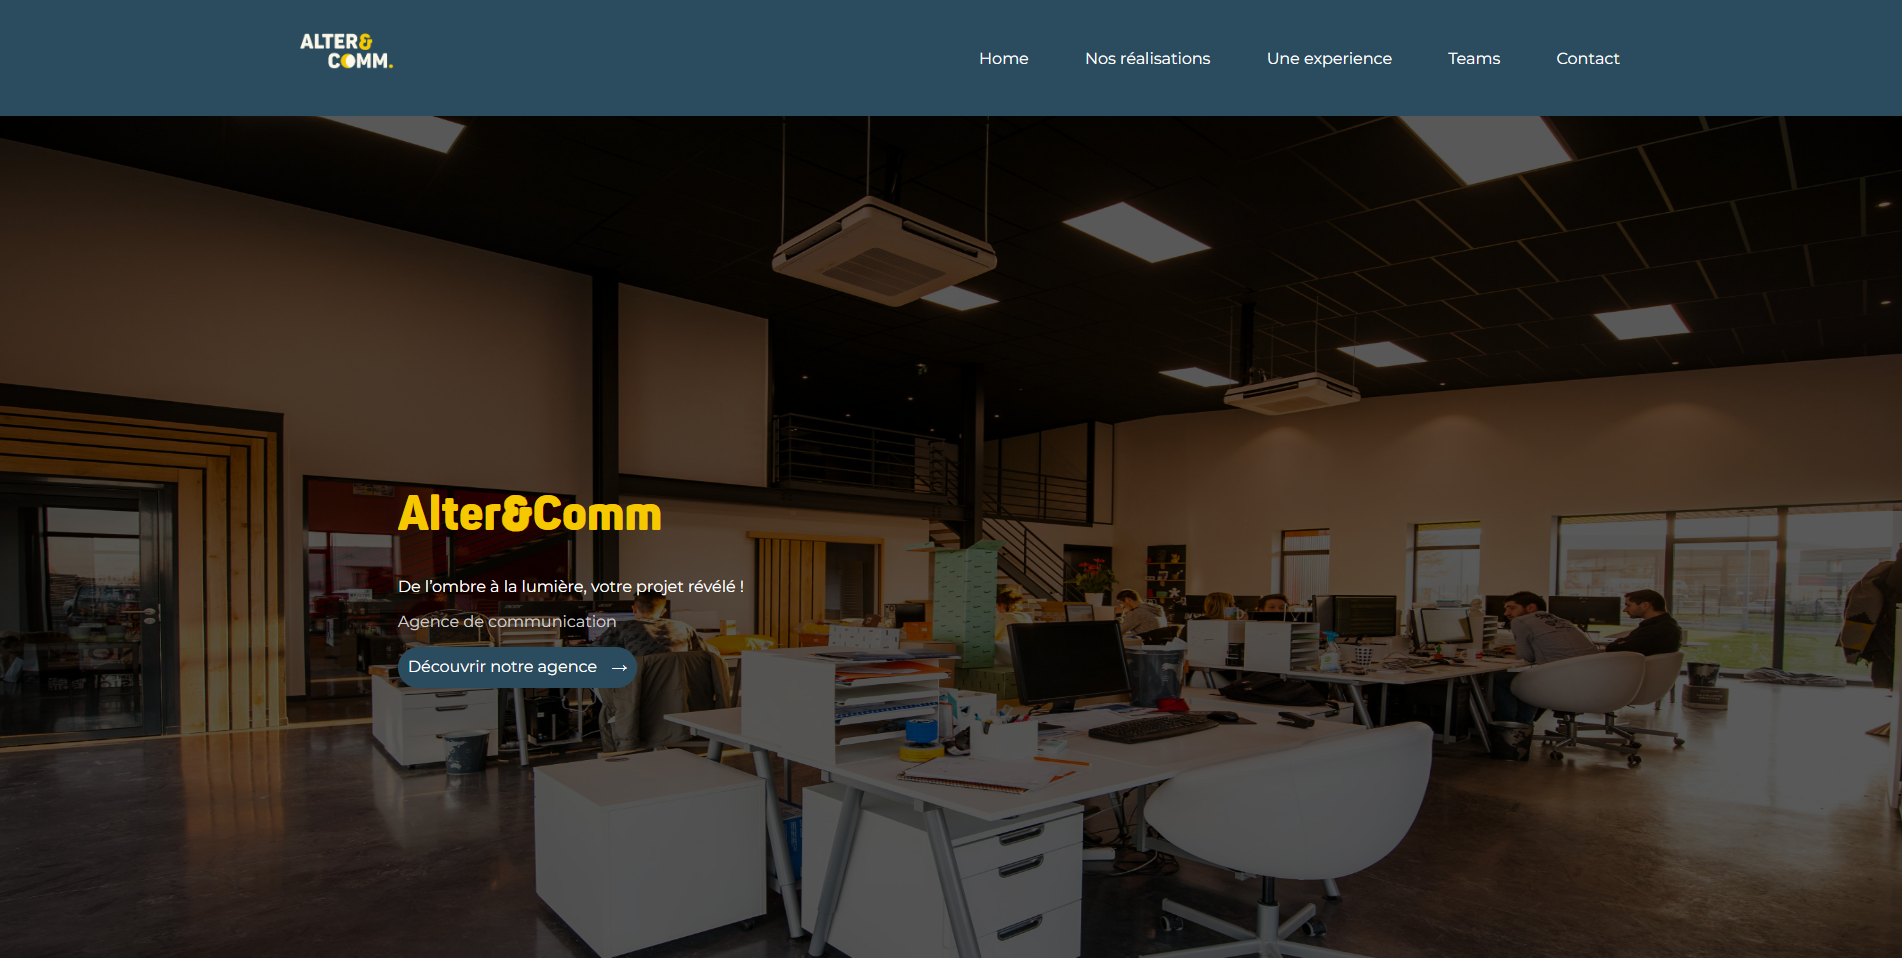 ALTER&
COMM.
Home
Nos réalisations
Une experience
Teams
Contact
Alter&Comm
De l’ombre à la lumière, votre projet révélé !
Agence de communication
Découvrir notre agence →